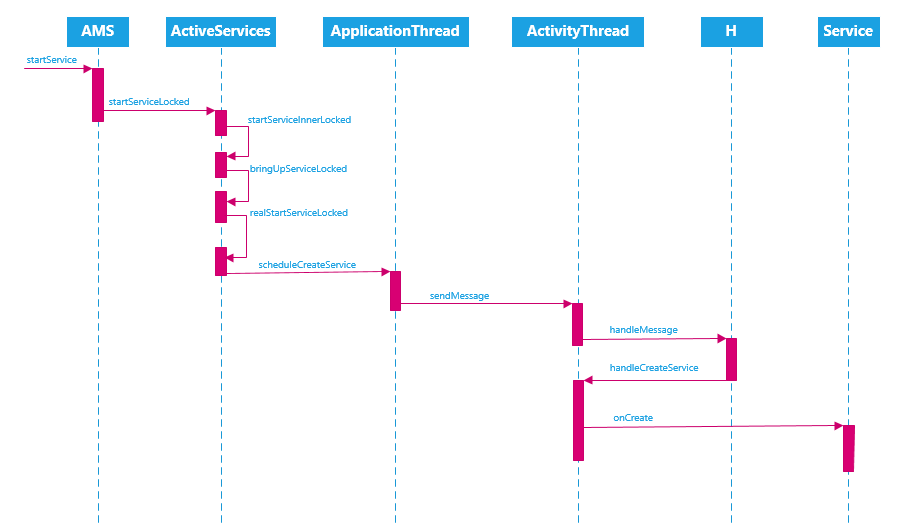 AMS
ActiveServices
ApplicationThread
ActivityThread
H
Service
startService
startServiceLocked
startServiceInnerLocked
bringUpServiceLocked
realStartServiceLocked
scheduleCreateService
sendMessage
handleMessage
handleCreateService
onCreate